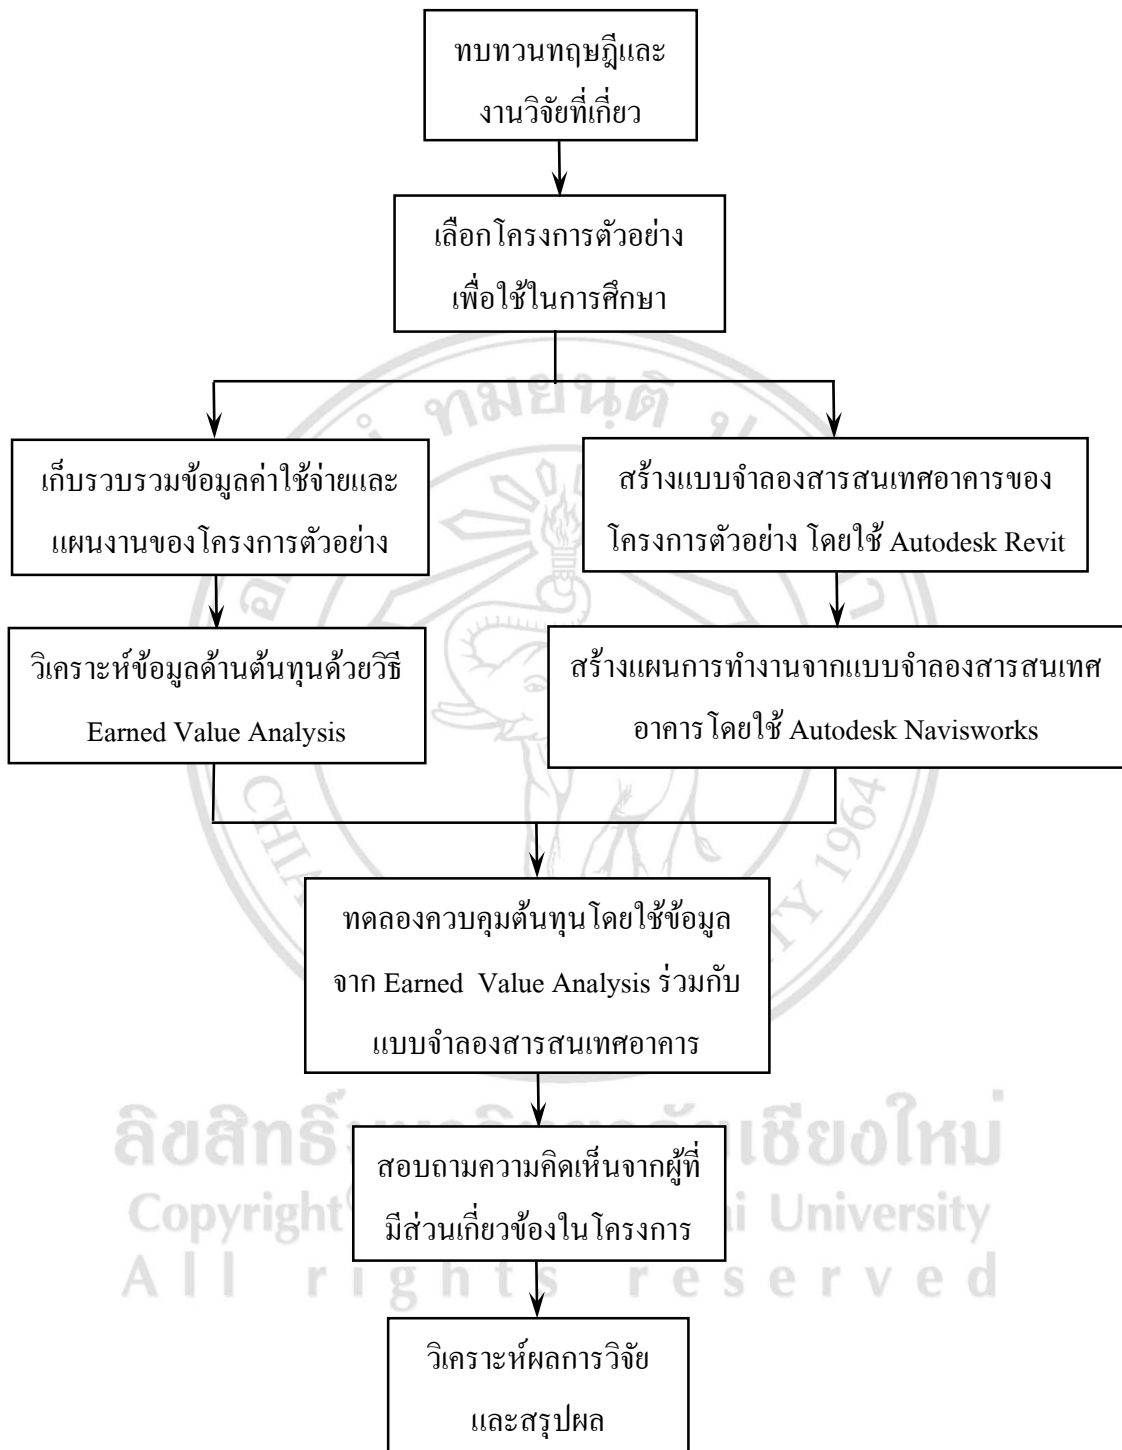 ทบทวนทฤษฎีและ
งานวิจัยที่เกี่ยว
เลือกโครงการตัวอย่าง
เพื่อใช้ในการศึกษา
เก็บรวบรวมข้อมูลค่าใช้จ่ายและ
แผนงานของโครงการตัวอย่าง
สร้างแบบจำลองสารสนเทศอาคารของ
โครงการตัวอย่าง โดยใช้ Autodesk Revit
วิเคราะห์ข้อมูลด้านต้นทุนด้วยวิธี
Earned Value Analysis
สร้างแผนการทำงานจากแบบจำลองสารสนเทศ
อาคารโดยใช้ Autodesk Navisworks
ทดลองควบคุมต้นทุนโดยใช้ข้อมูล
จาก Earned Value Analysis ร่วมกับ
แบบจำลองสารสนเทศอาคาร
สอบถามความคิดเห็นจากผู้ที่
มีส่วนเกี่ยวข้องในโครงการ
วิเคราะห์ผลการวิจัย
และสรุปผล
ทมยนฺติ
1964
ลิขสิทธิ์ เชียงใหม่
Copyright University
All rights reserved